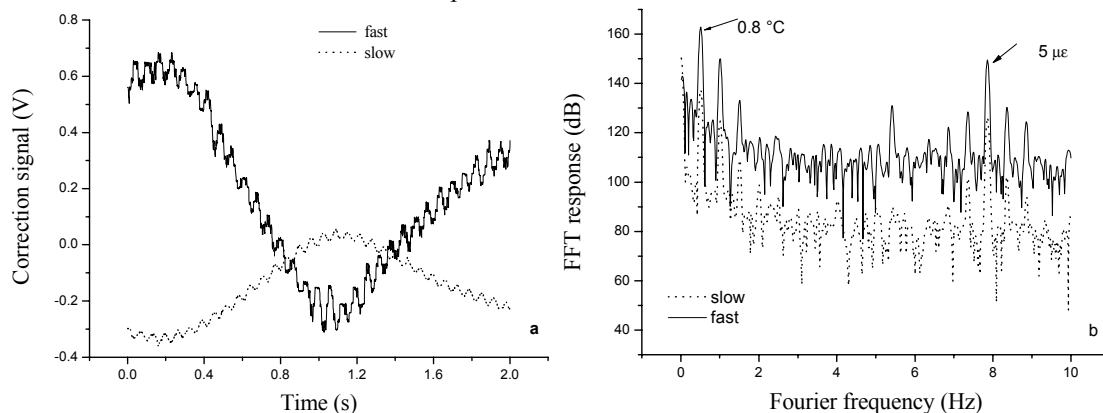 fast
slow
Correction signal (V)
0.8
0.6
0.4
0.2
0.0
-0.2
-0.4
a
0.0 0.4 0.8 1.2 1.6 2.0
Time (s)
0.8 °C
5 με
FFT response (dB)
160
140
120
100
80
60
40
slow
fast
b
0 2 4 6 8 10
Fourier frequency (Hz)